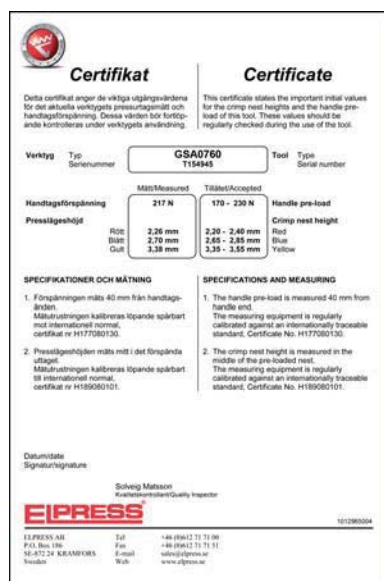 Certifikat
Certificate
Detta certifikat anger de viktiga utgångsvärdena
för det aktuella verktygets pressurtagsmått och
handtagsförspänning. Dessa värden bör fortlöp-
ande kontrolleras under verktygets användning.
This certificate states the important initial values
for the crimp nest heights and the handle pre-
load of this tool. These values should be
regularly checked during the use of the tool.
Verktyg Typ GSA0760 Tool Type
Serienummer T154945 Serial number
Mätt/Measured Tillåtet/Accepted
Handtagsförspänning 217 N 170 - 230 N Handle pre-load
Presslägeshöjd Crimp nest height
Rött 2,26 mm 2,20 - 2,40 mm Red
Blått 2,70 mm 2,65 - 2,85 mm Blue
Gult 3,38 mm 3,35 - 3,55 mm Yellow
SPECIFIKATIONER OCH MÄTNING
1. Förspänningen mäts 40 mm från handtags-
änden.
Mätutrustningen kalibreras löpande spårbart
mot internationell normal,
certifikat nr H177080130.
2. Presslägeshöjden mäts mitt i det förspända
uttaget.
Mätutrustningen kalibreras löpande spårbart
till internationell normal,
certifikat nr H189080101.
SPECIFICATIONS AND MEASURING
1. The handle pre-load is measured 40 mm from
handle end.
The measuring equipment is regularly
calibrated against an internationally traceable
standard, Certificate No. H177080130.
2. The crimp nest height is measured in the
middle of the pre-loaded nest.
The measuring equipment is regularly
calibrated against an internationally traceable
standard, Certificate No. H189080101.
Datum/date
Signatur/signature
Solveig Matsson
Kvalitetskontrollant/Quality Inspector
ELPRESS®
1012965004
ELPRESS AB Tel +46 (0)612 71 71 00
P.O. Box 186 Fax +46 (0)612 71 71 51
SE-872 24 KRAMFORS E-mail sales@elpress.se
Sweden Web www.elpress.se